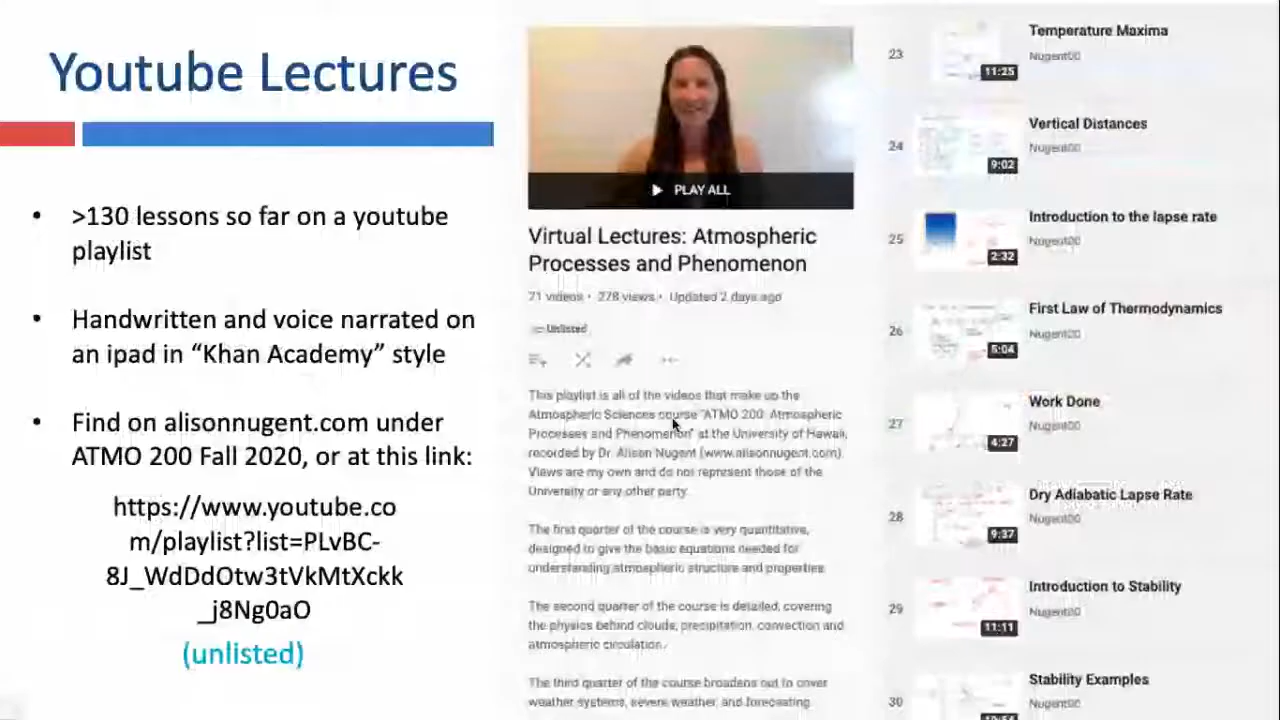 Youtube Lectures
• >130 lessons so far on a youtube
playlist
• Handwritten and voice narrated on
an ipad in “Khan Academy” style
• Find on alisonnugent.com under
ATMO 200 Fall 2020, or at this link:
https://www.youtube.co
m/playlist?list=PLvBC-
8J_WdDdOtw3tVkMtXckk
_j8Ng0aO
(unlisted)
PLAY ALL
Virtual Lectures: Atmospheric
Processes and Phenomenon
71 videos • 278 views • Updated 2 days ago
Unlisted
This playlist is all of the videos that make up the
Atmospheric Sciences course "ATMO 200: Atmospheric
Processes and Phenomenon" at the University of Hawaii,
recorded by Dr. Alison Nugent (www.alisonnugent.com).
Views are my own and do not represent those of the
University or any other party.
The first quarter of the course is very quantitative,
designed to give the basic equations needed for
understanding atmospheric structure and properties.
The second quarter of the course is detailed, covering
the physics behind clouds, precipitation, convection and
atmospheric circulation.
The third quarter of the course broadens out to cover
weather systems, severe weather, and forecasting
23
11:25
Temperature Maxima
Nugent00
24
9:02
Vertical Distances
Nugent00
25
2:32
Introduction to the lapse rate
Nugent00
26
5:04
First Law of Thermodynamics
Nugent00
27
4:27
Work Done
Nugent00
28
9:37
Dry Adiabatic Lapse Rate
Nugent00
29
11:11
Introduction to Stability
Nugent00
30
Stability Examples
Nugent00